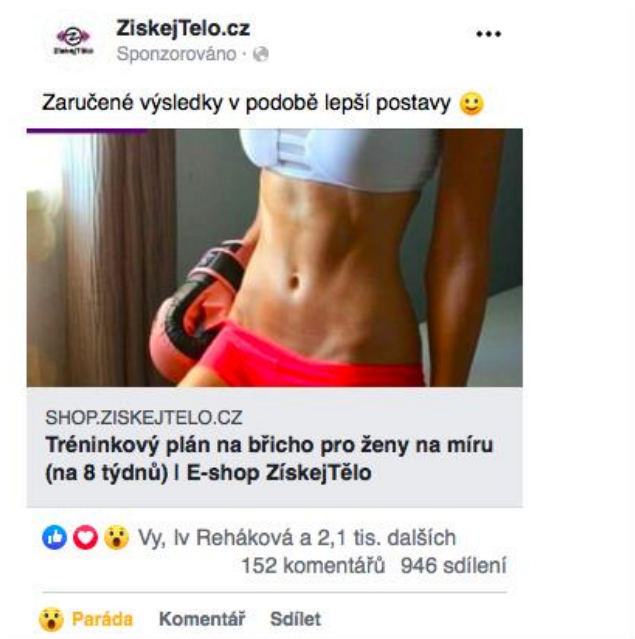 ZiskejTelo.cz
Sponzorováno ·
Zaručené výsledky v podobě lepší postavy
SHOP.ZISKEJTELO.CZ
Tréninkový plán na břicho pro ženy na míru
(na 8 týdnů) | E-shop ZískejTělo
Vy, Iv Reháková a 2,1 tis. dalších
152 komentářů 946 sdílení
Paráda Komentář Sdílet